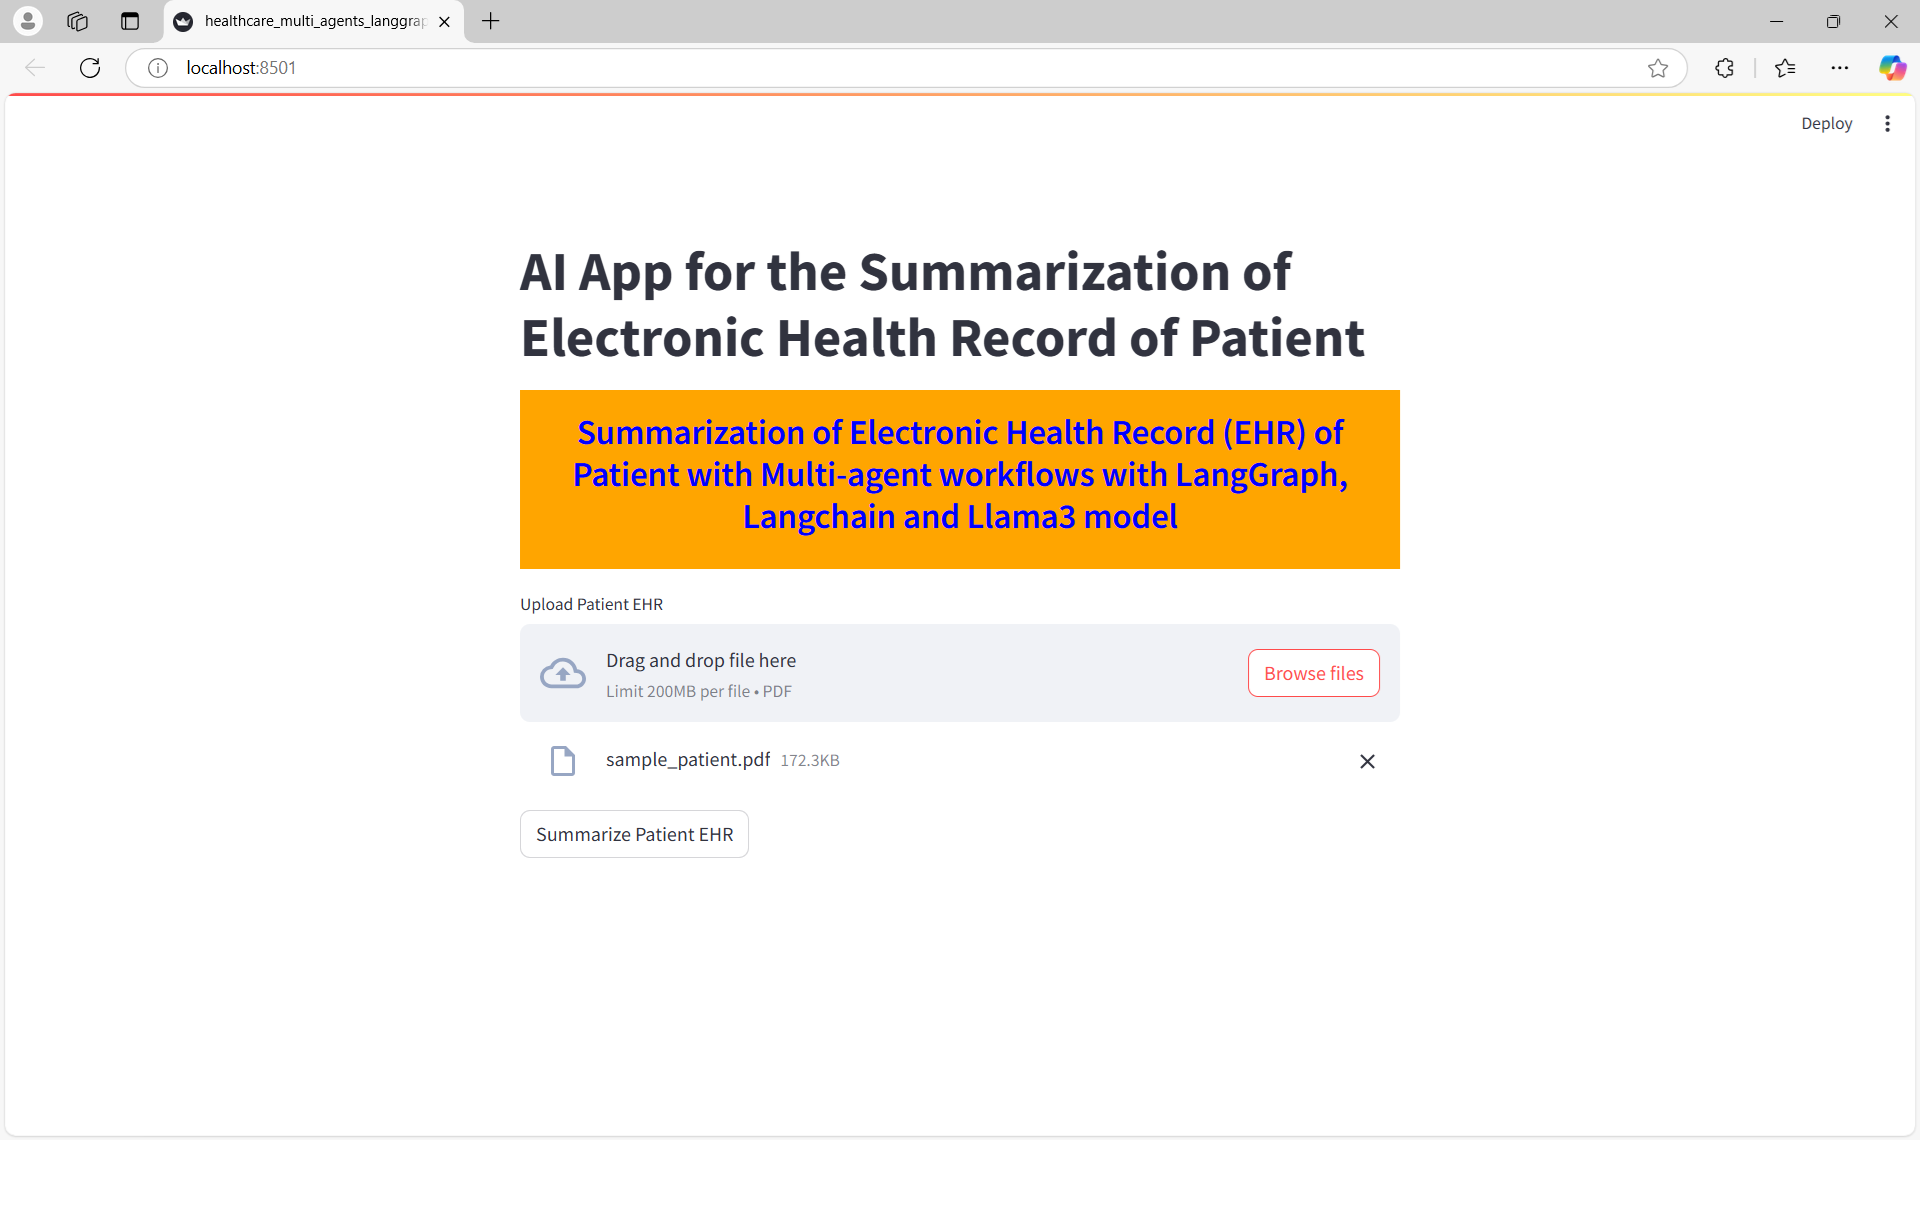 healthcare_multi_agents_langgrap
localhost:8501
Deploy
AI App for the Summarization of
Electronic Health Record of Patient
Summarization of Electronic Health Record (EHR) of
Patient with Multi-agent workflows with LangGraph,
Langchain and Llama3 model
Upload Patient EHR
Drag and drop file here
Limit 200MB per file • PDF
Browse files
sample_patient.pdf 172.3KB
Summarize Patient EHR